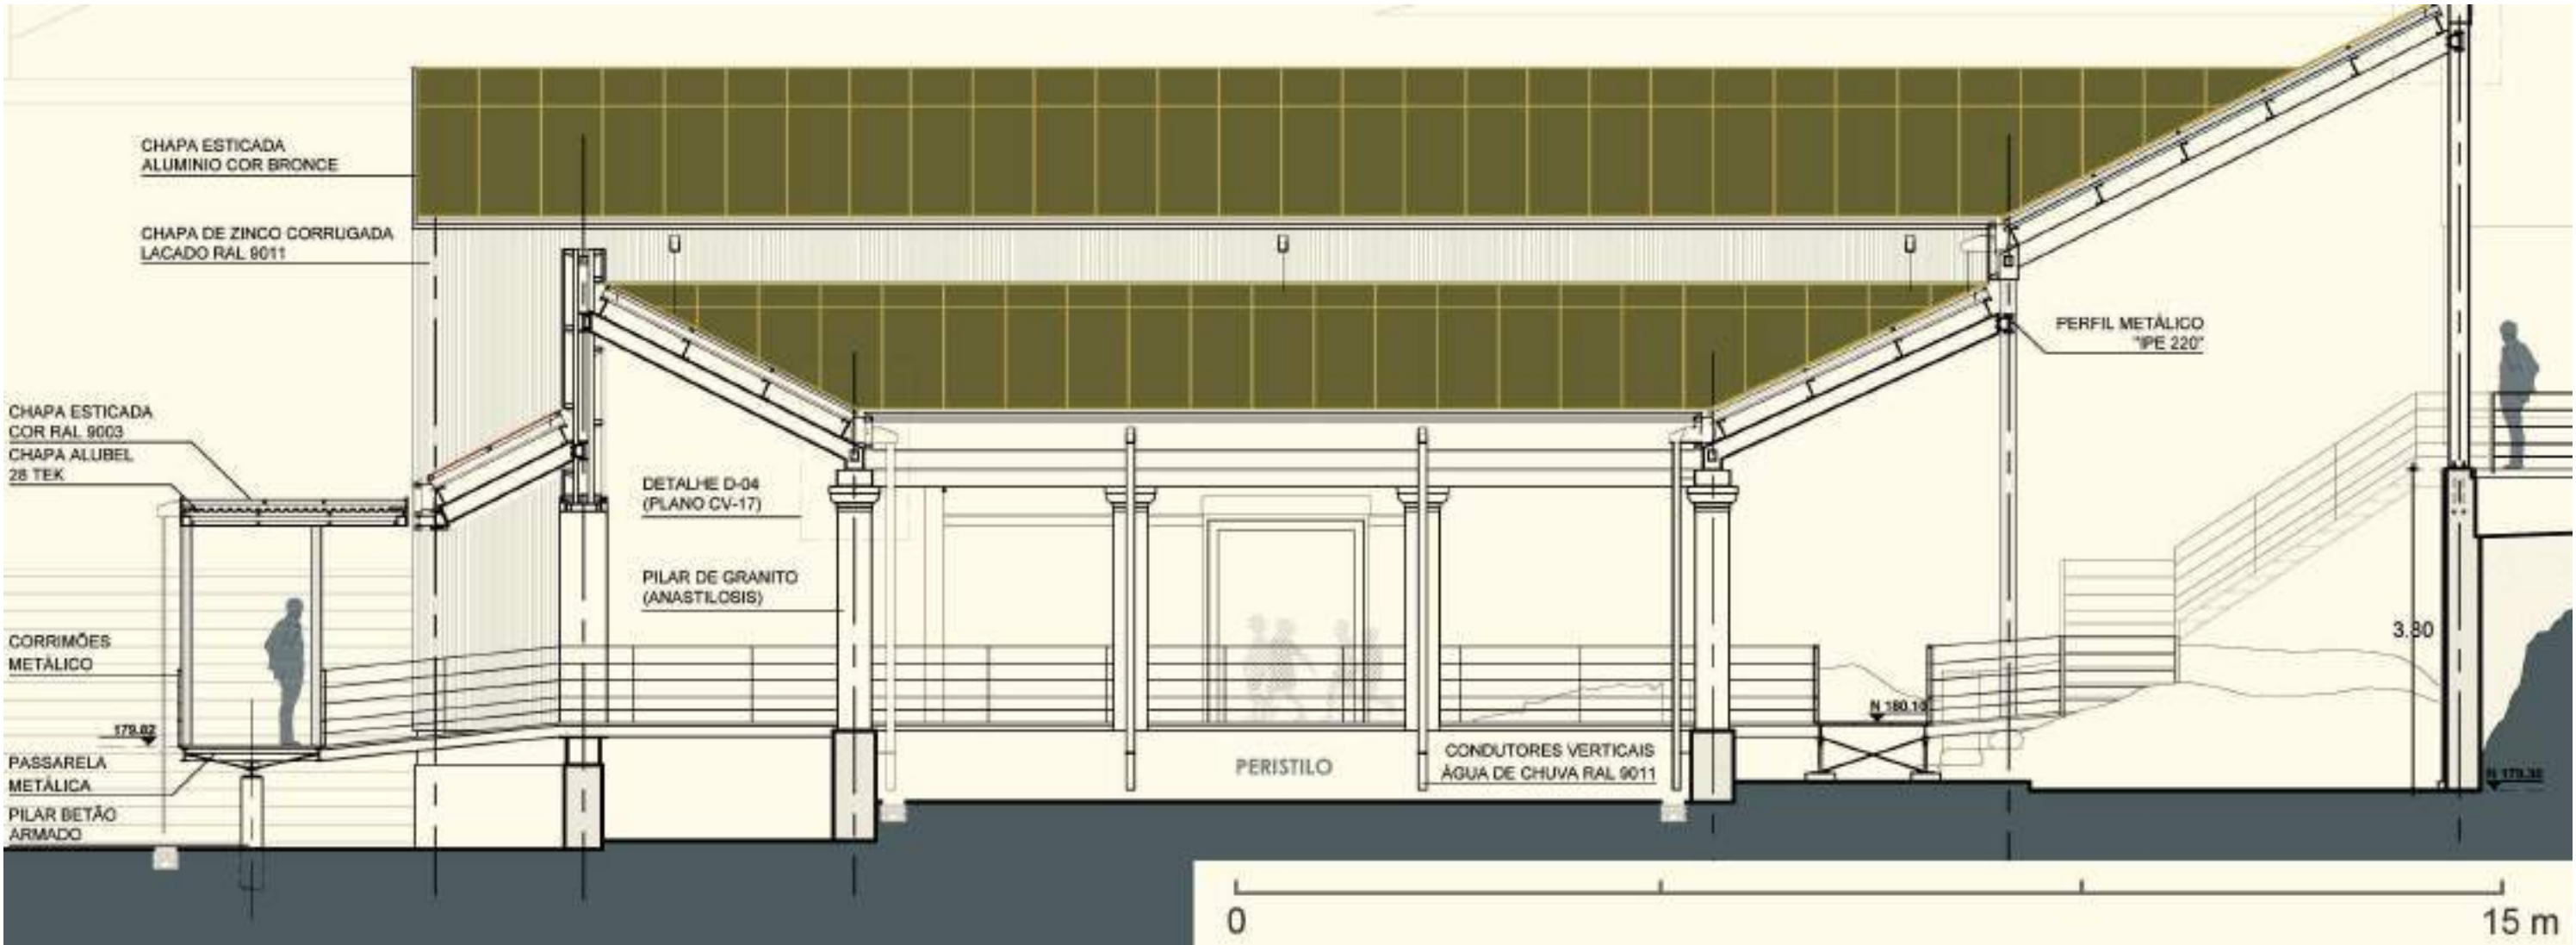 CHAPA ESTICADA
ALUMINIO COR BRONCE
CHAPA DE ZINCO CORRUGADA
LACADO RAL 9011
PERFIL METÁLICO
"IPE 220"
CHAPA ESTICADA
COR RAL 9003
CHAPA ALUBEL
28 TEK
DETALHE D-04
(PLANO CV-17)
PILAR DE GRANITO
(ANASTILOSIS)
CORRIMÕES
METÁLICO
3.80
179.82
N 180.10
PASSARELA
METÁLICA
PERISTILO
CONDUTORES VERTICAIS
ÁGUA DE CHUVA RAL 9011
PILAR BETÃO
ARMADO
0
15 m